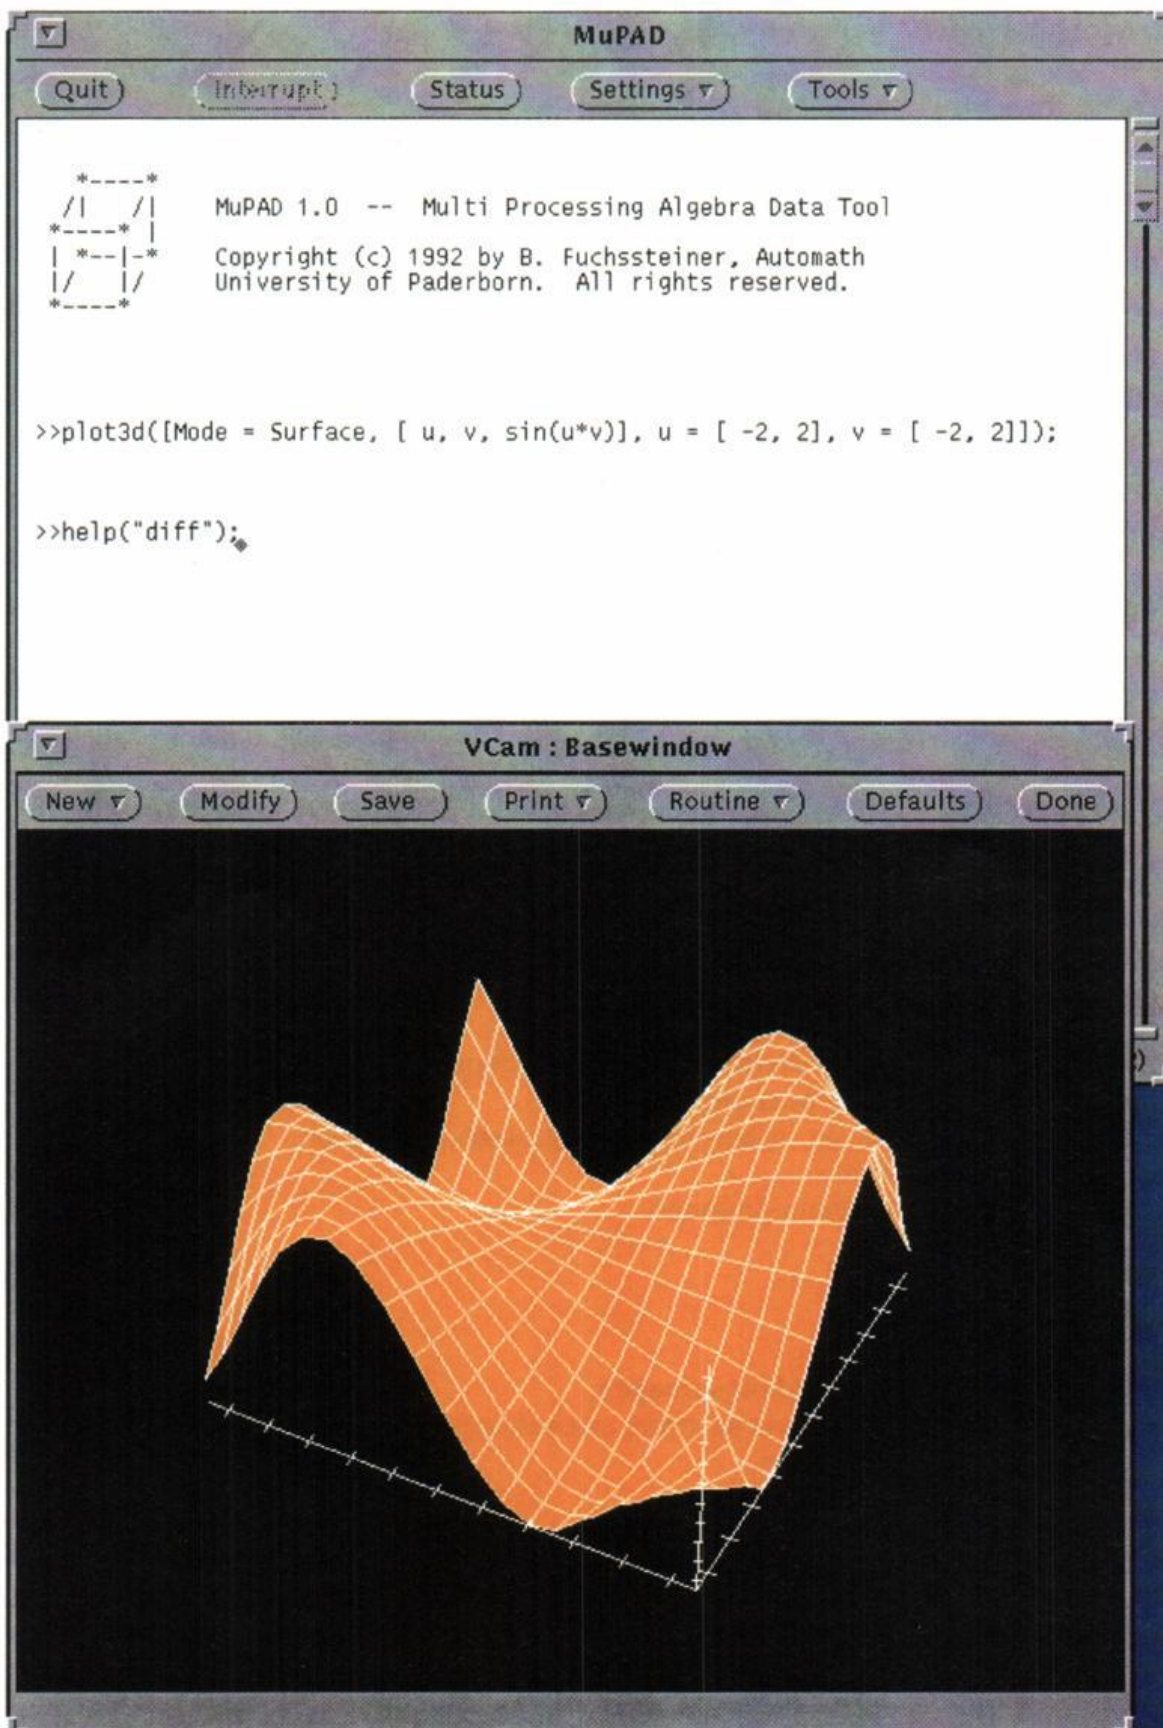 MuPAD
Quit Interrupt Status Settings Tools
*----*
/|   /|   MuPAD 1.0  --  Multi Processing Algebra Data Tool
*----* |
|  *--|-*   Copyright (c) 1992 by B. Fuchssteiner, Automath
|/   |/   University of Paderborn.  All rights reserved.
*----*
>>plot3d([Mode = Surface, [ u, v, sin(u*v)], u = [ -2, 2], v = [ -2, 2]]);
>>help("diff");
VCam : Basewindow
New Modify Save Print Routine Defaults Done